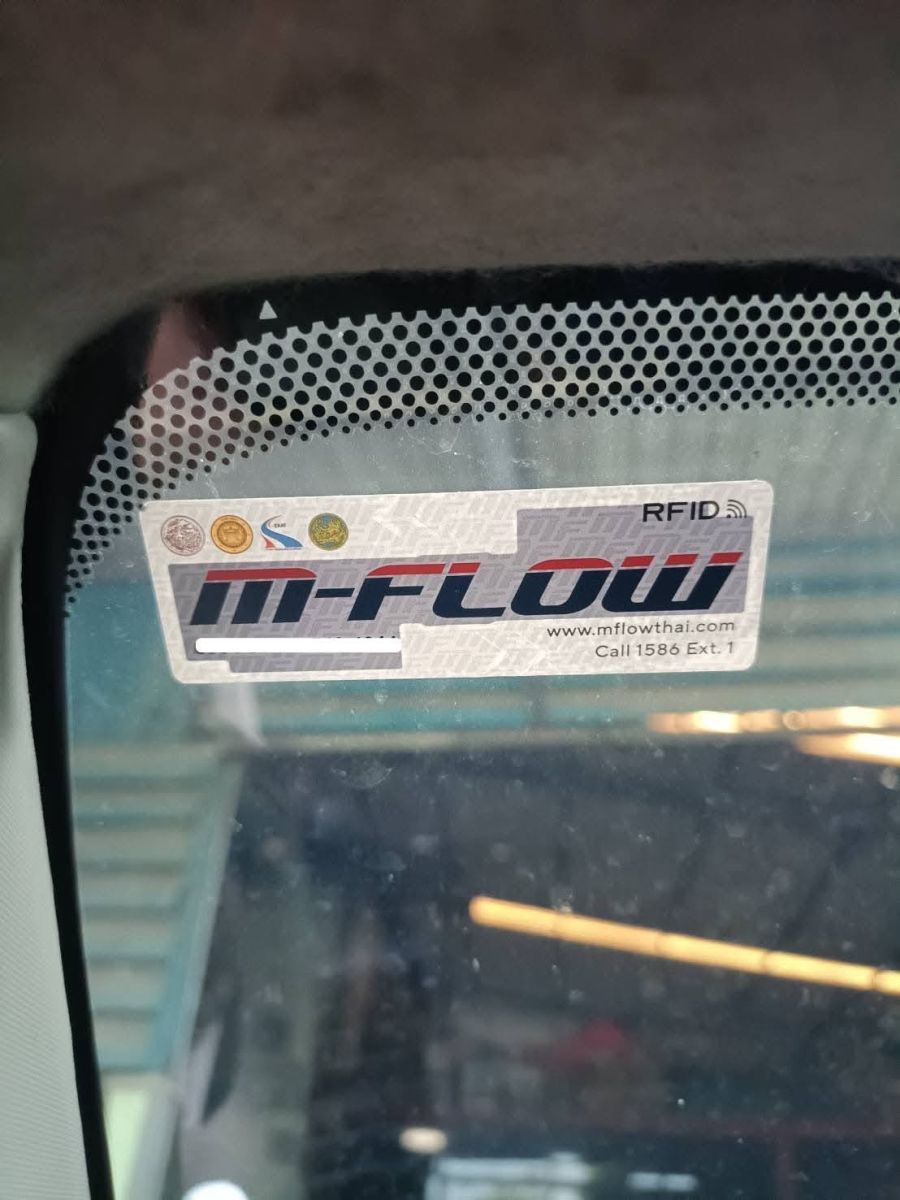 RFID
M-FLOW
www.mflowthai.com
Call 1586 Ext. 1